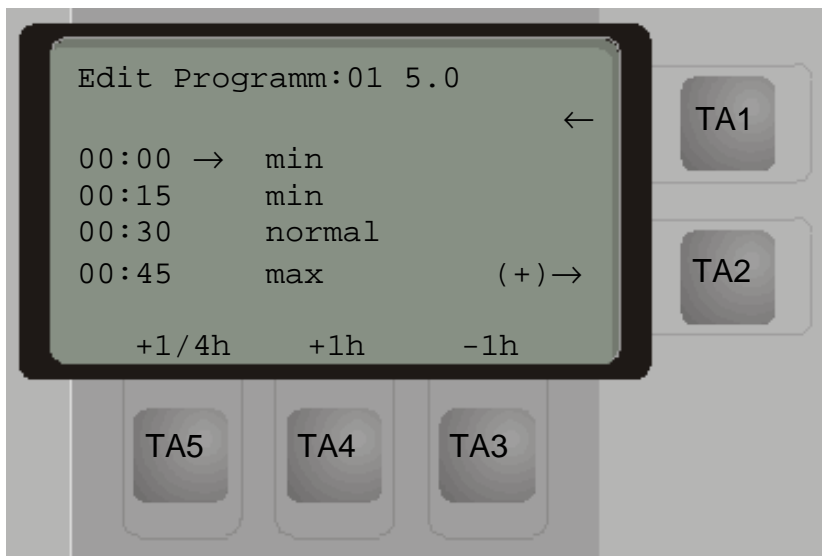 Edit Programm:01 5.0
←
TA1
00:00 → min
00:15 min
00:30 normal
00:45 max (+)→
TA2
+1/4h +1h -1h
TA5 TA4 TA3